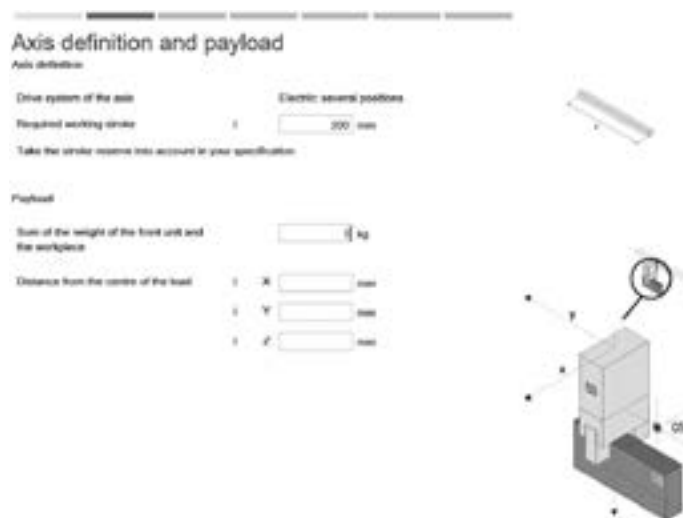 Axis definition and payload
Axis definition
Drive system of the axis Electric: several positions
Required working stroke 200 mm
Take the stroke reserve into account in your specification
Payload
Sum of the weight of the front unit and the workpiece kg
Distance from the centre of the load X mm
Y mm
Z mm
y
x